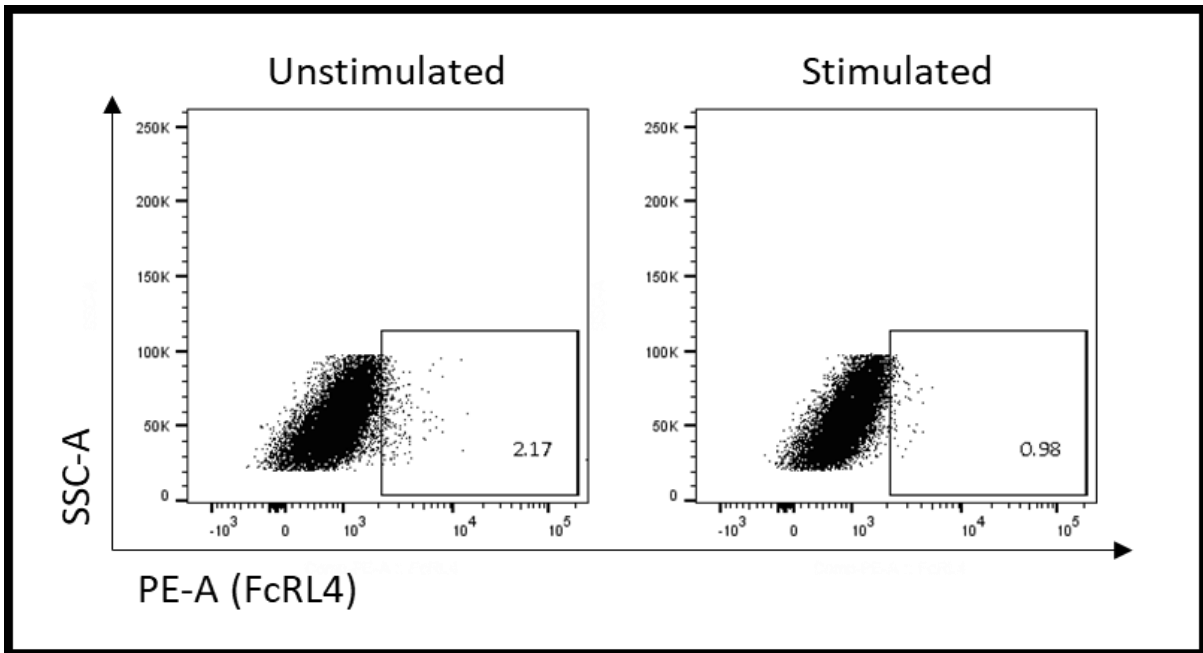 Unstimulated
Stimulated
250K
200K
150K
100K
50K
0
2.17
-10³ 0 10³ 10⁴ 10⁵
250K
200K
150K
100K
50K
0
0.98
-10³ 0 10³ 10⁴ 10⁵
SSC-A
PE-A (FcRL4)